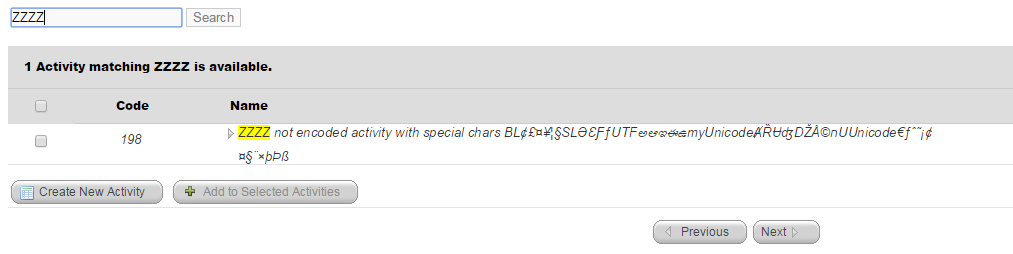 ZZZZ Search
1 Activity matching ZZZZ is available.
Code Name
198 ZZZZ not encoded activity with special chars BL¢£¤¥¦§SLƟƐƑƒUTF
¤§¨×þÞß
Create New Activity Add to Selected Activities
Previous Next